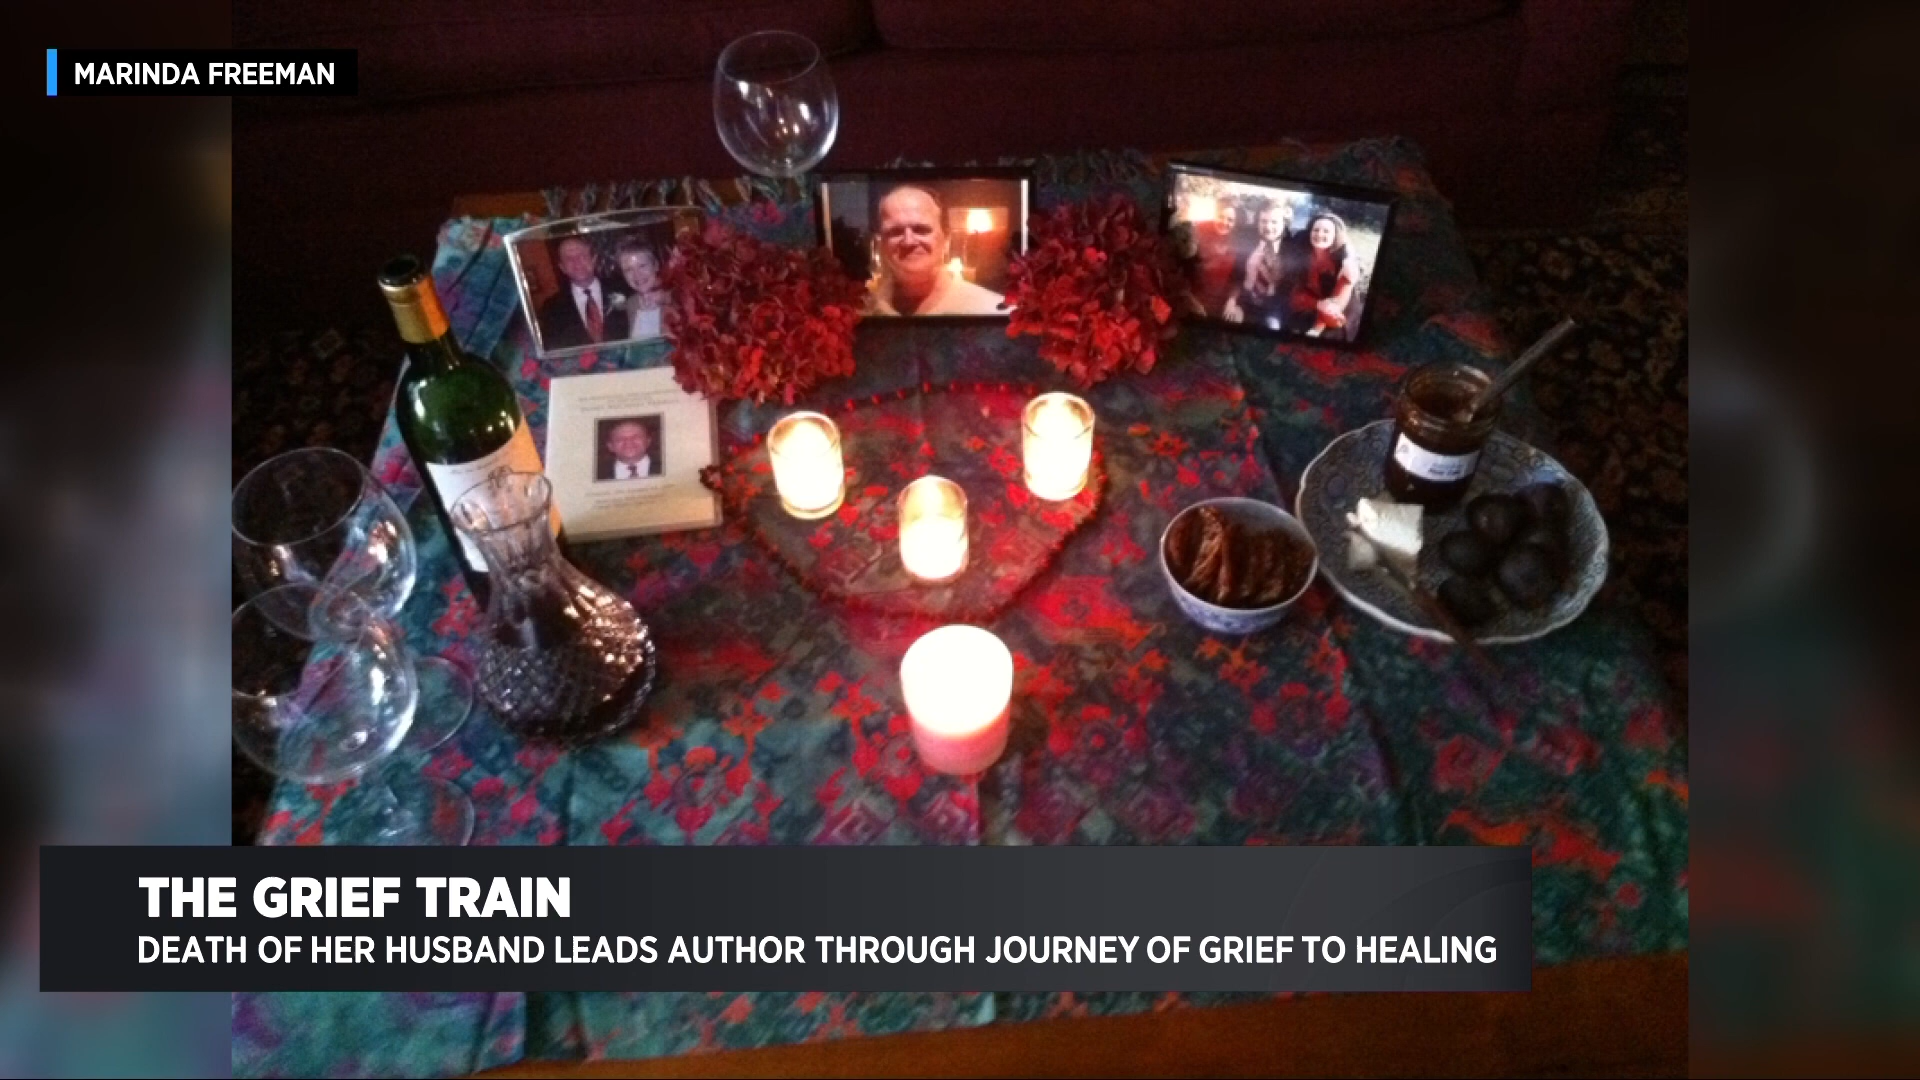 MARINDA FREEMAN
THE GRIEF TRAIN
DEATH OF HER HUSBAND LEADS AUTHOR THROUGH JOURNEY OF GRIEF TO HEALING